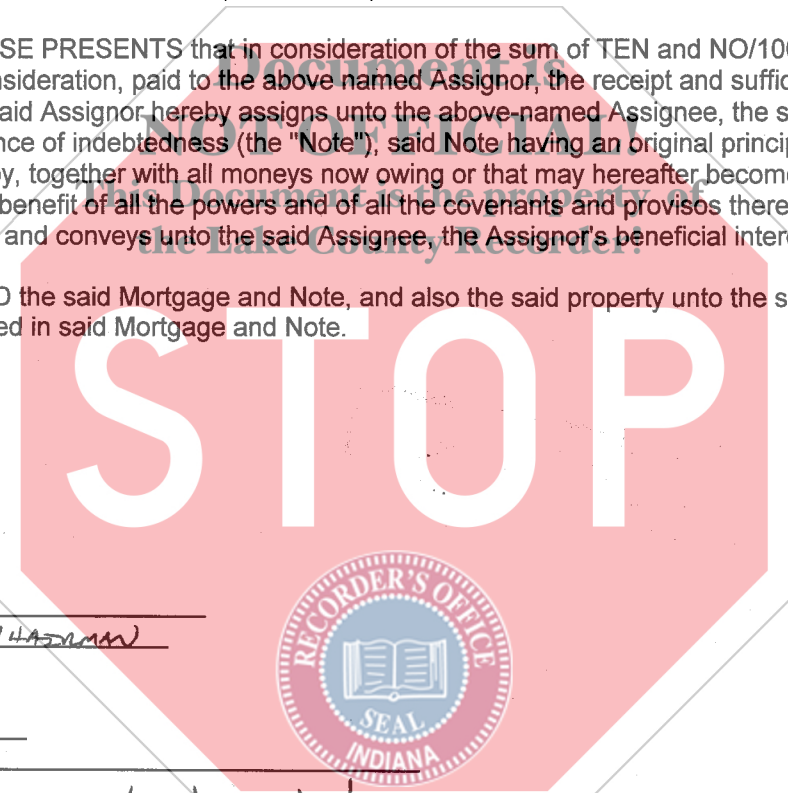 SE PRESENTS that in consideration of the sum of TEN and NO/100
Document is
nsideration, paid to the above named Assignor, the receipt and suffic
aid Assignor hereby assigns unto the above-named Assignee, the s
NOT OFFICIAL!
nce of indebtedness (the "Note"), said Note having an original princip
y, together with all moneys now owing or that may hereafter become
This Document is the property of
benefit of all the powers and of all the covenants and provisos there
the Lake County Recorder!
and conveys unto the said Assignee, the Assignor's beneficial intere
O the said Mortgage and Note, and also the said property unto the s
ed in said Mortgage and Note.
STOP
RECORDER'S OFFICE
SEAL
INDIANA